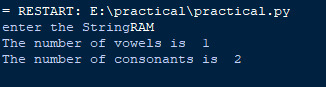 = RESTART: E:\practical\practical.py
enter the StringRAM
The number of vowels is  1
The number of consonants is  2